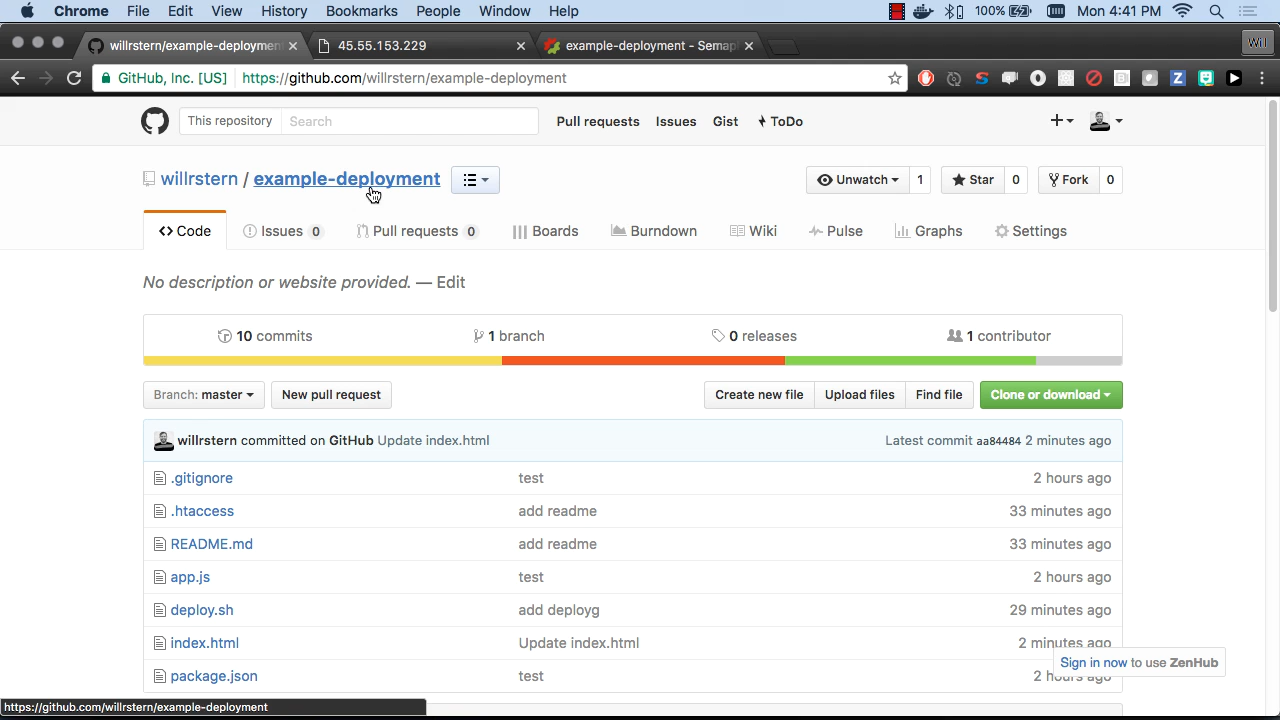 Chrome File Edit View History Bookmarks People Window Help 100% Mon 4:41 PM
willrstern/example-deployment 45.55.153.229 example-deployment - Semap Will
GitHub, Inc. [US] https://github.com/willrstern/example-deployment
This repository Search Pull requests Issues Gist ToDo
willrstern / example-deployment Unwatch 1 Star 0 Fork 0
Code Issues 0 Pull requests 0 Boards Burndown Wiki Pulse Graphs Settings
No description or website provided. — Edit
10 commits 1 branch 0 releases 1 contributor
Branch: master New pull request Create new file Upload files Find file Clone or download
willrstern committed on GitHub Update index.html Latest commit aa84484 2 minutes ago
.gitignore test 2 hours ago
.htaccess add readme 33 minutes ago
README.md add readme 33 minutes ago
app.js test 2 hours ago
deploy.sh add deployg 29 minutes ago
index.html Update index.html 2 minutes ago
Sign in now to use ZenHub
package.json test 2 hours ago
https://github.com/willrstern/example-deployment